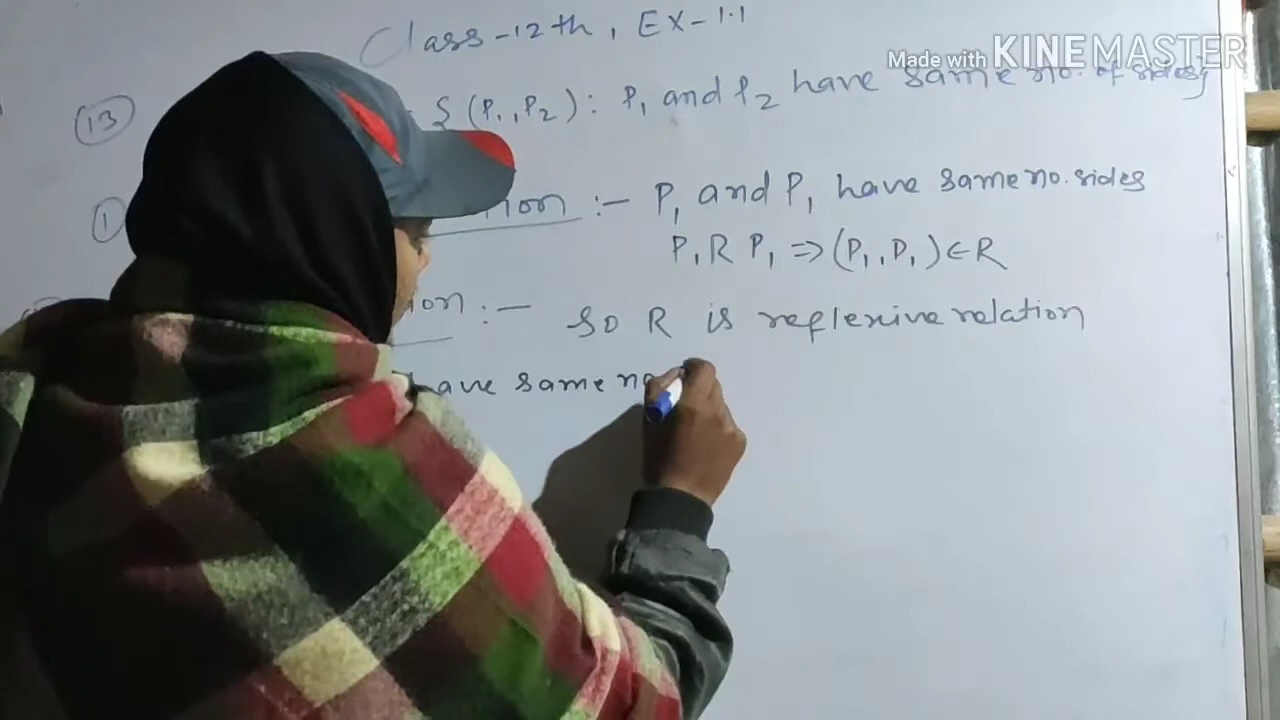 Class-12th, Ex-1.1
Made with KINEMASTER
(13) = {(P1, P2): P1 and P2 have same no. of sides}
(1) tion :- P1 and P1 have same no. sides
P1 R P1 ⇒ (P1, P1) ∈ R
ion :- So R is reflexive relation
have same no